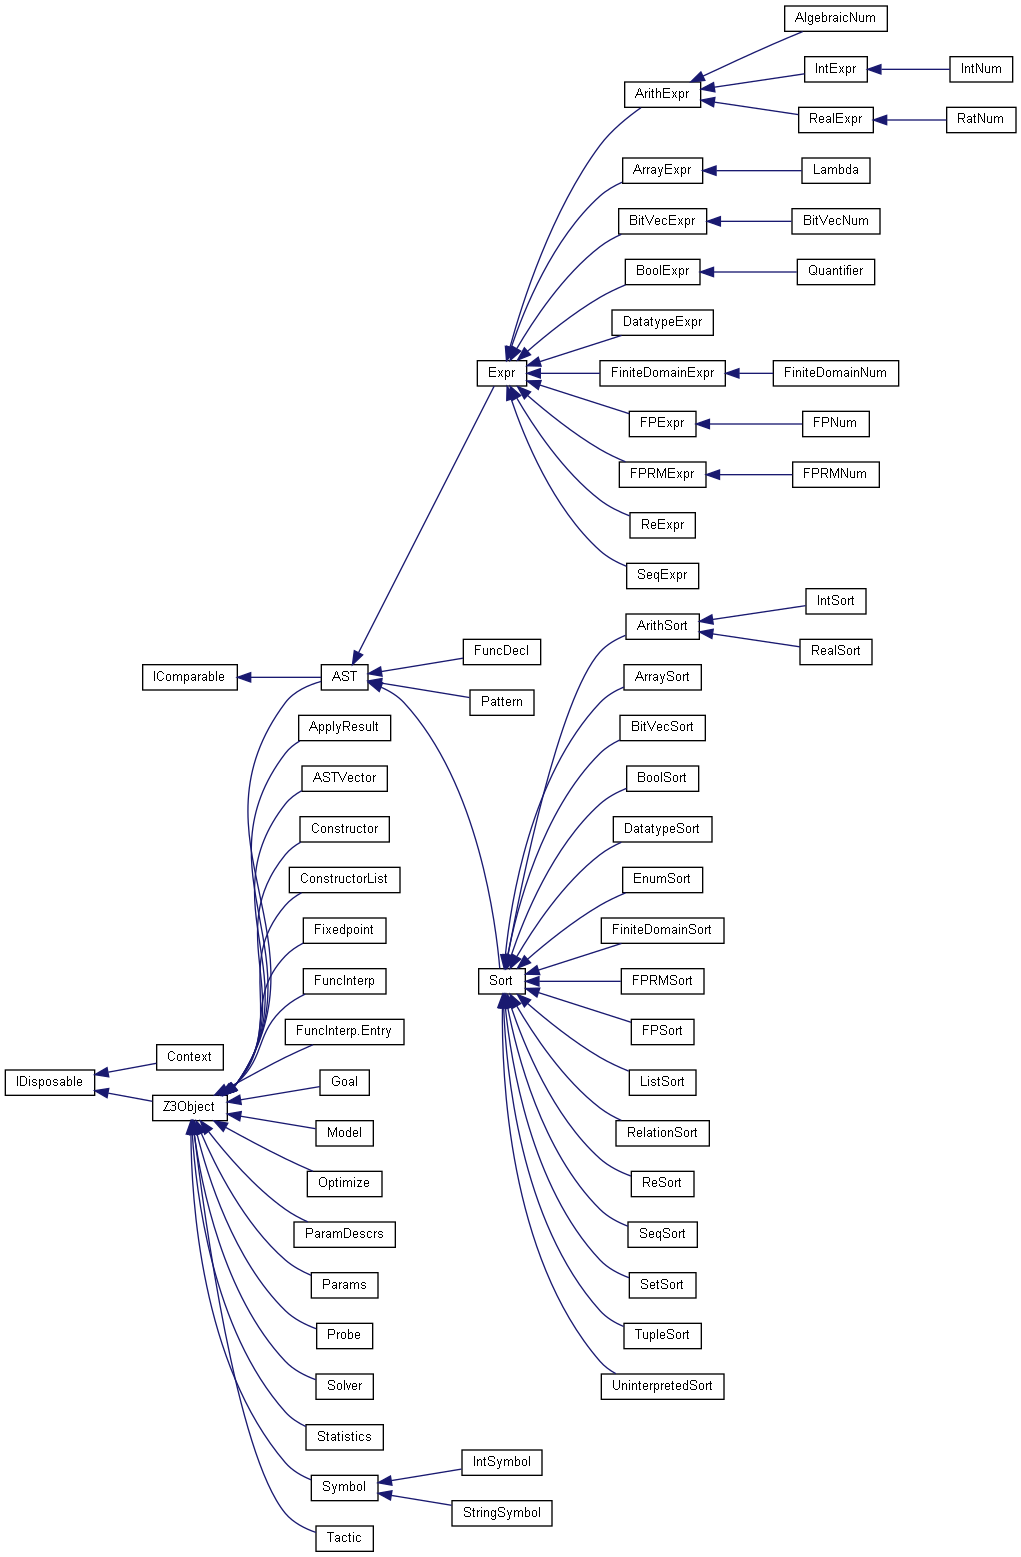 AlgebraicNum
IntExpr
IntNum
ArithExpr
RealExpr
RatNum
ArrayExpr
Lambda
BitVecExpr
BitVecNum
BoolExpr
Quantifier
DatatypeExpr
Expr
FiniteDomainExpr
FiniteDomainNum
FPExpr
FPNum
FPRMExpr
FPRMNum
ReExpr
SeqExpr
IntSort
ArithSort
RealSort
FuncDecl
IComparable
AST
ArraySort
Pattern
ApplyResult
BitVecSort
ASTVector
BoolSort
Constructor
DatatypeSort
ConstructorList
EnumSort
Fixedpoint
FiniteDomainSort
FuncInterp
Sort
FPRMSort
FuncInterp.Entry
FPSort
Context
IDisposable
Goal
ListSort
Z3Object
Model
RelationSort
Optimize
ReSort
ParamDescrs
SeqSort
Params
SetSort
Probe
TupleSort
Solver
UninterpretedSort
Statistics
IntSymbol
Symbol
StringSymbol
Tactic